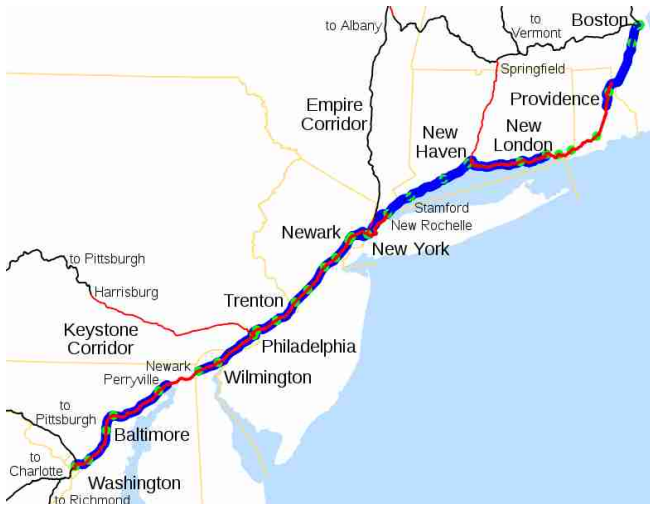 to
Vermont
Boston
to Albany
Springfield
Empire
Corridor
Providence
New
London
New
Haven
Stamford
New Rochelle
Newark
New York
to Pittsburgh
Harrisburg
Trenton
Keystone
Corridor
Philadelphia
Newark
Perryville
Wilmington
to
Pittsburgh
Baltimore
to
Charlotte
Washington
to Richmond